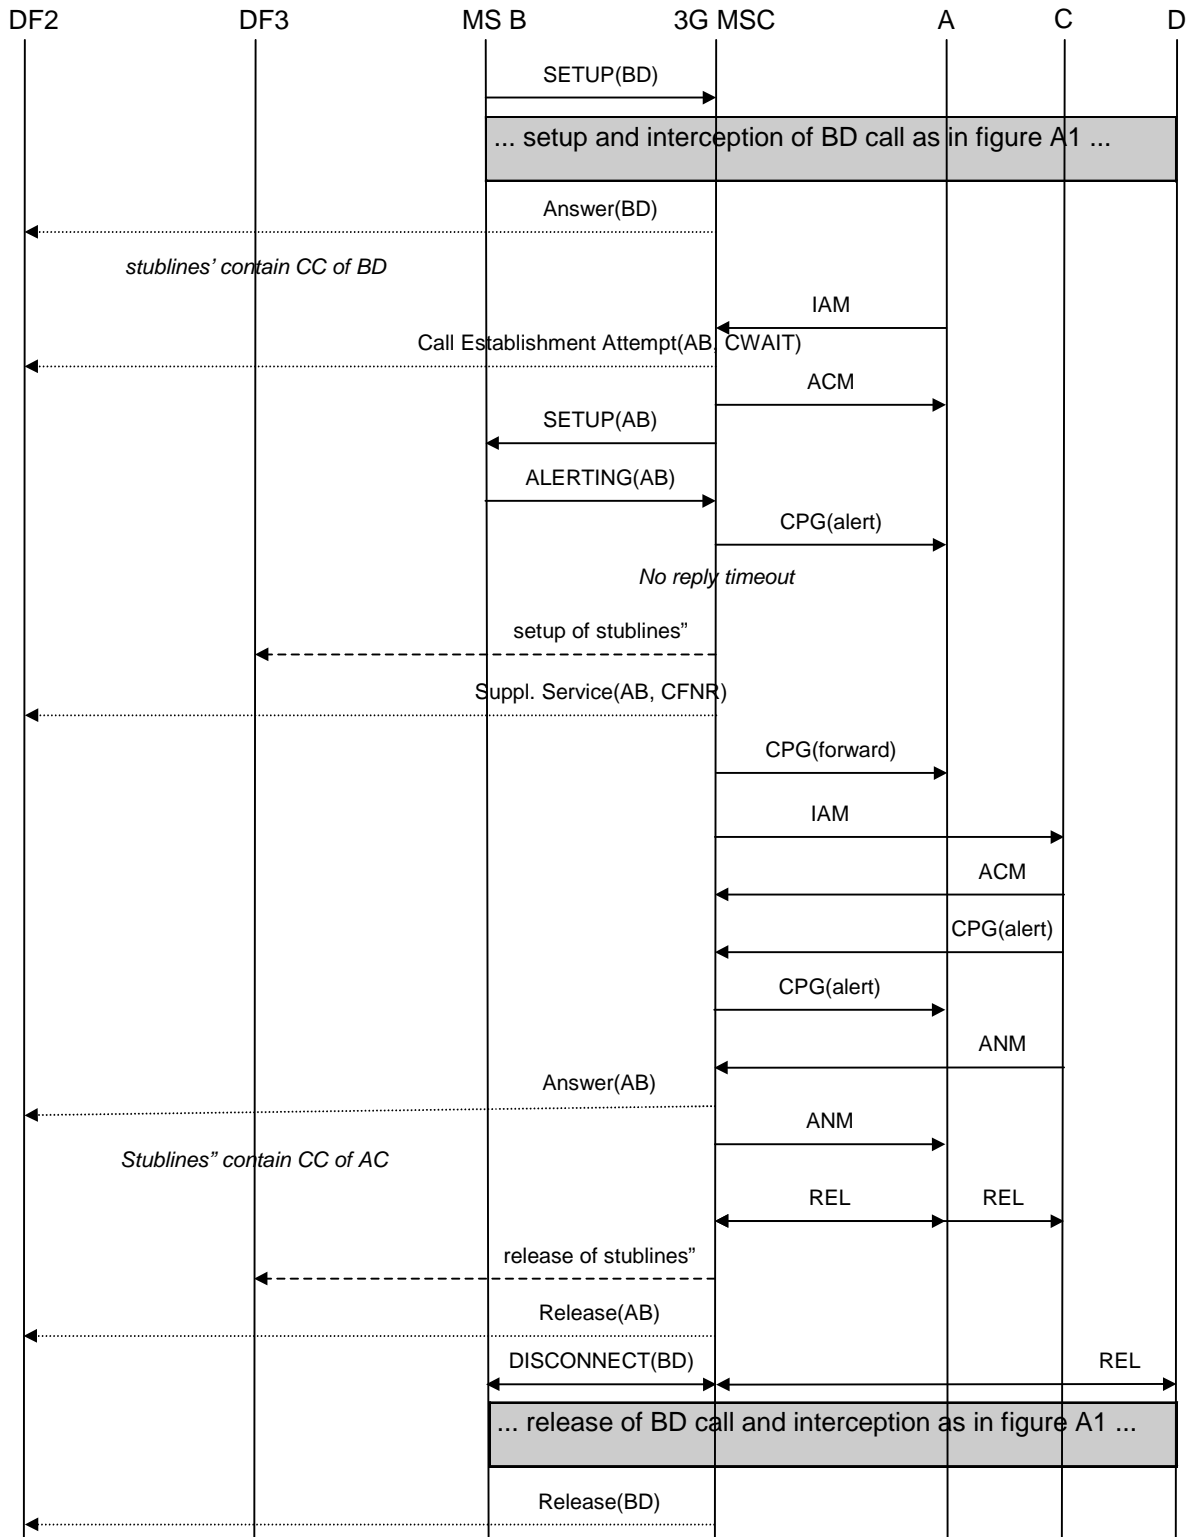 DF2 DF3 MS B 3G MSC A C D
SETUP(BD)
... setup and interception of BD call as in figure A1 ...
Answer(BD)
stublines’ contain CC of BD
IAM
Call Establishment Attempt(AB, CWAIT)
ACM
SETUP(AB)
ALERTING(AB)
CPG(alert)
No reply timeout
setup of stublines”
Suppl. Service(AB, CFNR)
CPG(forward)
IAM
ACM
CPG(alert)
CPG(alert)
ANM
Answer(AB)
ANM
Stublines” contain CC of AC
REL REL
release of stublines”
Release(AB)
DISCONNECT(BD) REL
... release of BD call and interception as in figure A1 ...
Release(BD)